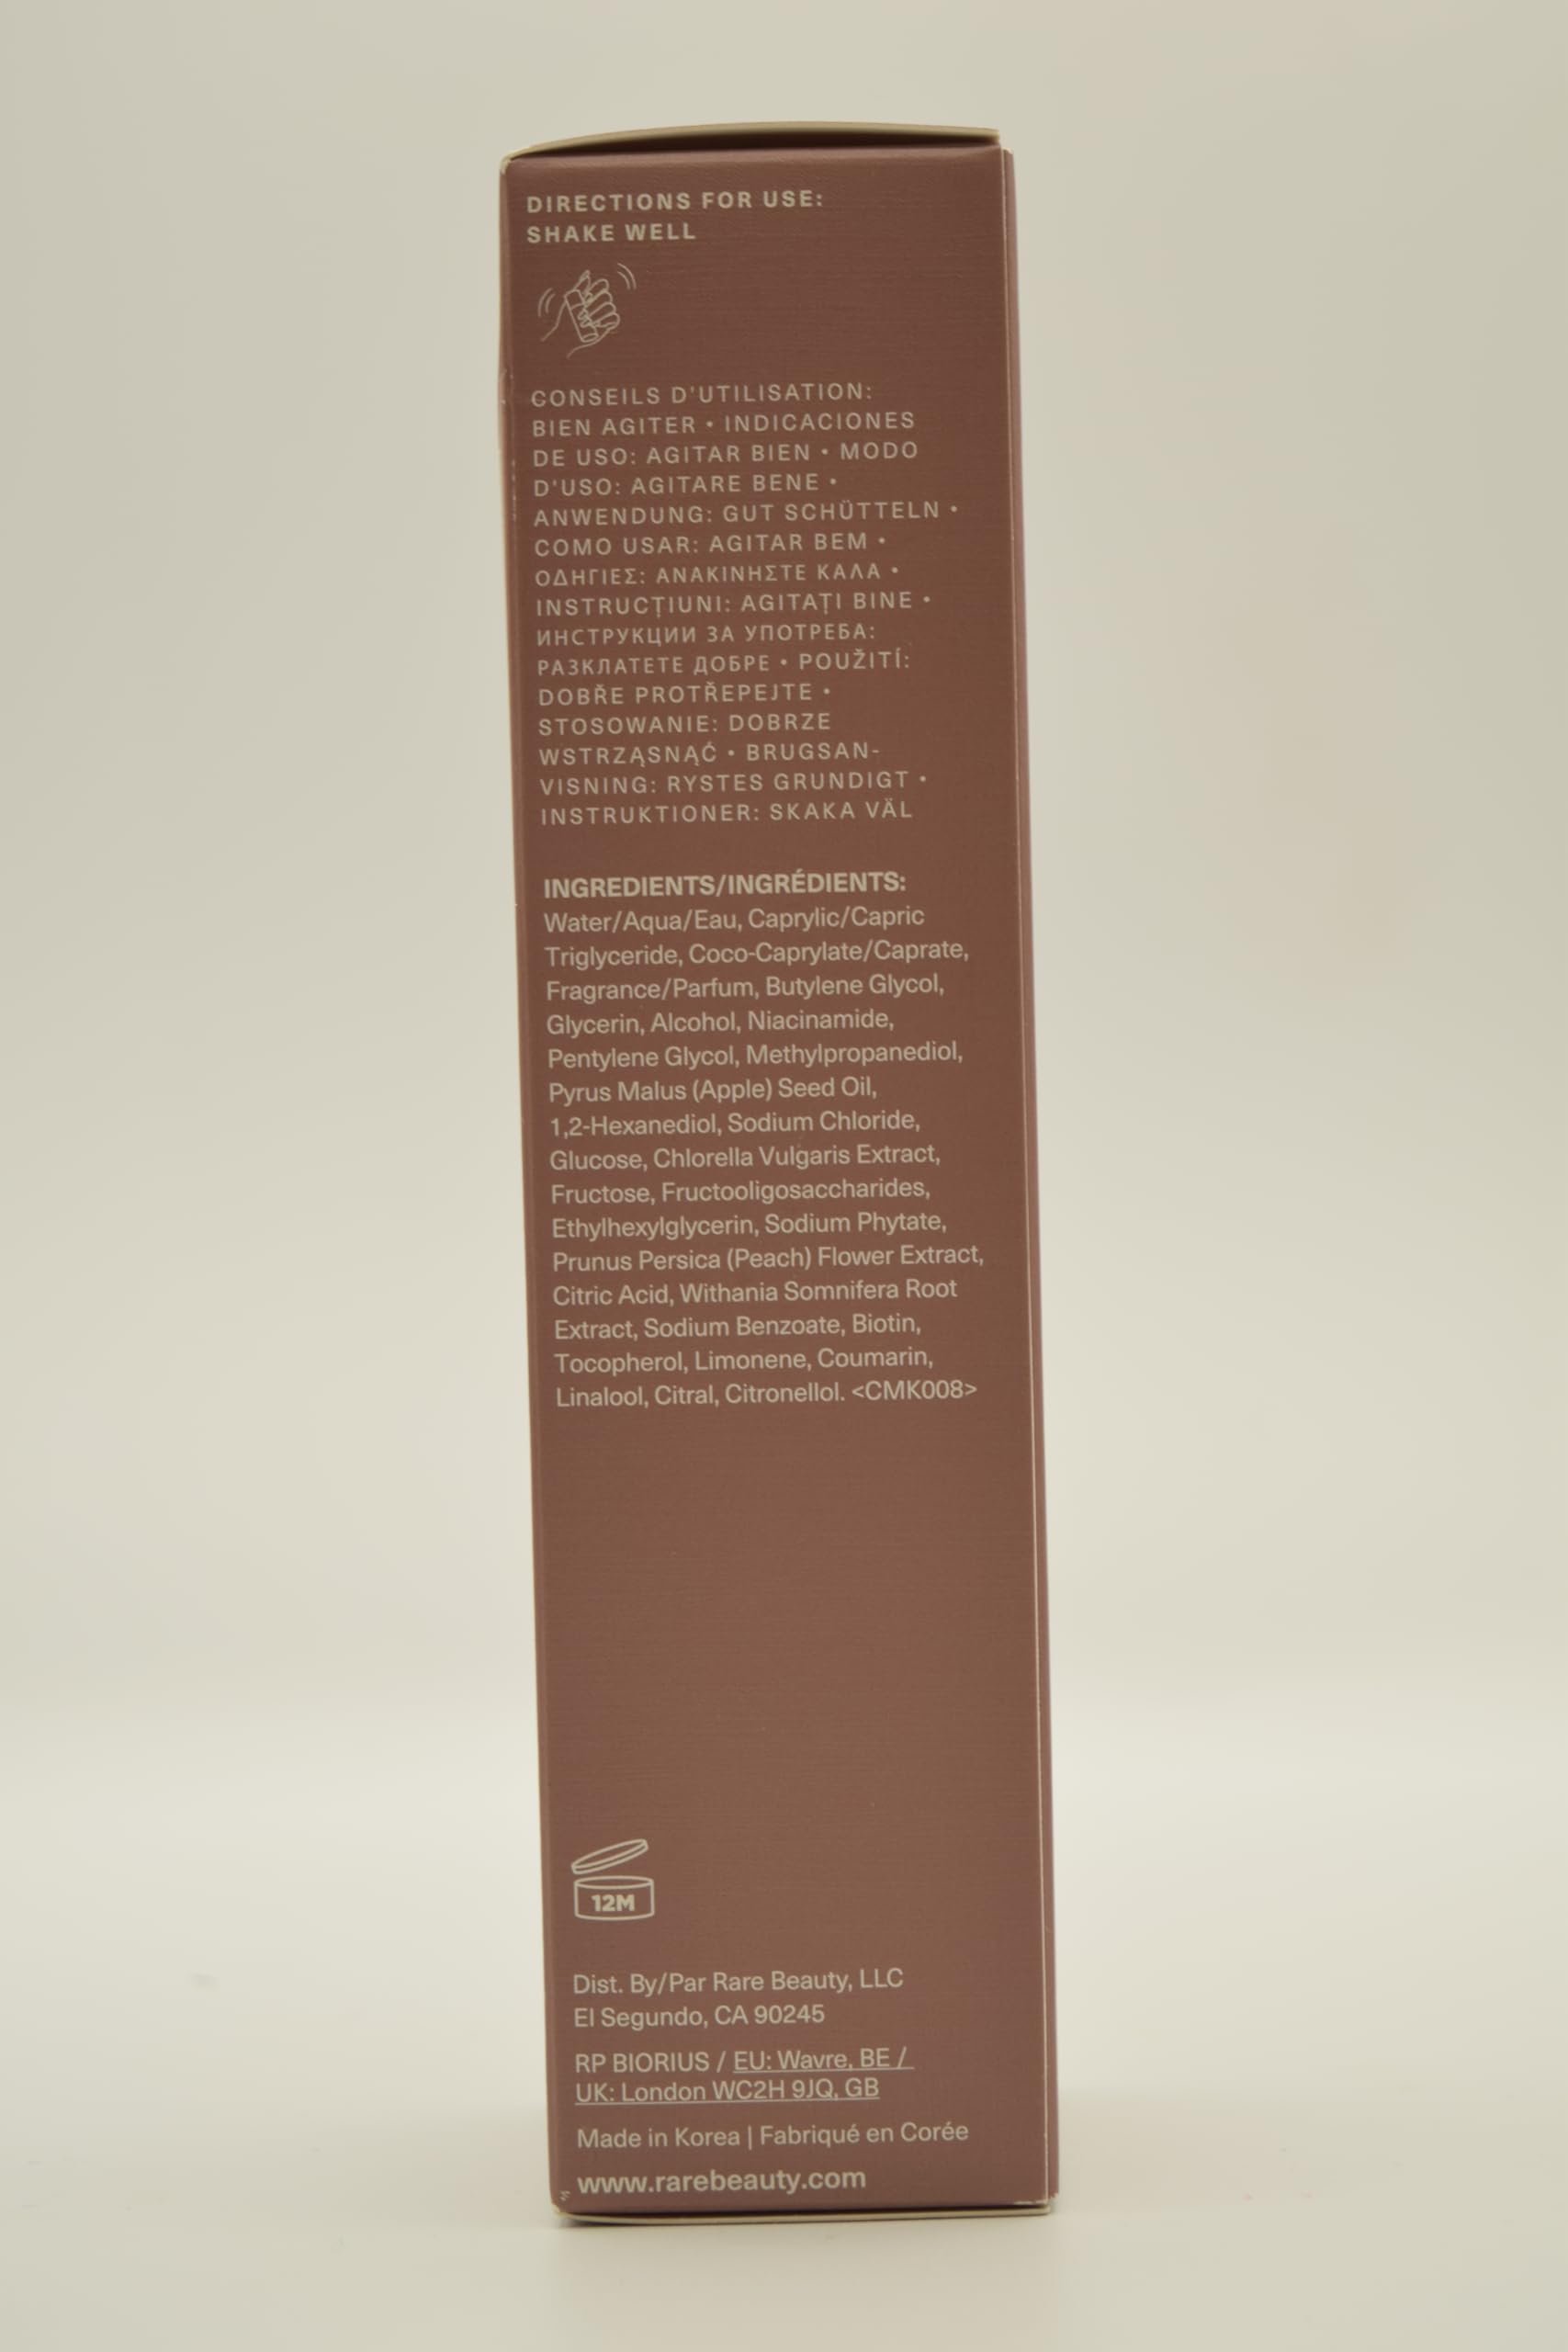 DIRECTIONS FOR USE:
SHAKE WELL
CONSEILS D'UTILISATION:
BIEN AGITER • INDICACIONES
DE USO: AGITAR BIEN • MODO
D'USO: AGITARE BENE •
ANWENDUNG: GUT SCHÜTTELN •
COMO USAR: AGITAR BEM •
ΟΔΗΓΙΕΣ: ΑΝΑΚΙΝΗΣΤΕ ΚΑΛΑ •
INSTRUCȚIUNI: AGITAȚI BINE •
ИНСТРУКЦИИ ЗА УПОТРЕБА:
РАЗКЛАТЕТЕ ДОБРЕ • POUŽITÍ:
DOBŘE PROTŘEPEJTE •
STOSOWANIE: DOBRZE
WSTRZĄSNĄĆ • BRUGSAN-
VISNING: RYSTES GRUNDIGT •
INSTRUKTIONER: SKAKA VÄL
INGREDIENTS/INGRÉDIENTS:
Water/Aqua/Eau, Caprylic/Capric
Triglyceride, Coco-Caprylate/Caprate,
Fragrance/Parfum, Butylene Glycol,
Glycerin, Alcohol, Niacinamide,
Pentylene Glycol, Methylpropanediol,
Pyrus Malus (Apple) Seed Oil,
1,2-Hexanediol, Sodium Chloride,
Glucose, Chlorella Vulgaris Extract,
Fructose, Fructooligosaccharides,
Ethylhexylglycerin, Sodium Phytate,
Prunus Persica (Peach) Flower Extract,
Citric Acid, Withania Somnifera Root
Extract, Sodium Benzoate, Biotin,
Tocopherol, Limonene, Coumarin,
Linalool, Citral, Citronellol. <CMK008>
12M
Dist. By/Par Rare Beauty, LLC
El Segundo, CA 90245
RP BIORIUS / EU: Wavre, BE /
UK: London WC2H 9JQ, GB
Made in Korea | Fabriqué en Corée
www.rarebeauty.com